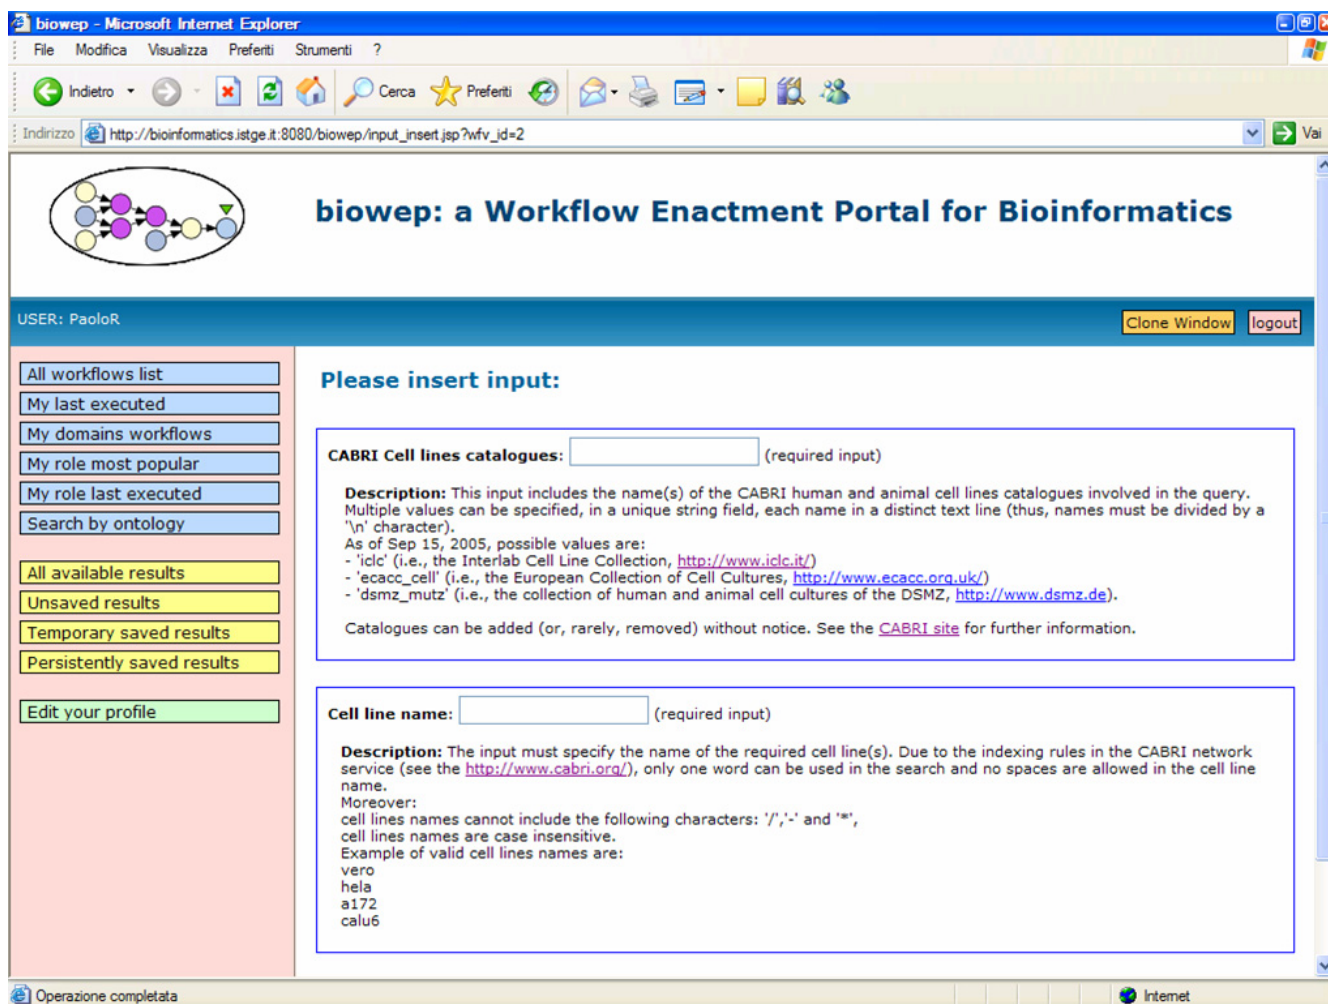 biowep - Microsoft Internet Explorer
File Modifica Visualizza Preferiti Strumenti ?
Indietro Cerca Preferiti
Indirizzo http://bioinformatics.istge.it:8080/biowep/input_insert.jsp?wfv_id=2 Vai
biowep: a Workflow Enactment Portal for Bioinformatics
USER: PaoloR Clone Window logout
All workflows list
My last executed
My domains workflows
My role most popular
My role last executed
Search by ontology
All available results
Unsaved results
Temporary saved results
Persistently saved results
Edit your profile
Please insert input:
CABRI Cell lines catalogues: (required input)
Description: This input includes the name(s) of the CABRI human and animal cell lines catalogues involved in the query.
Multiple values can be specified, in a unique string field, each name in a distinct text line (thus, names must be divided by a
'\n' character).
As of Sep 15, 2005, possible values are:
- 'iclc' (i.e., the Interlab Cell Line Collection, http://www.iclc.it/)
- 'ecacc_cell' (i.e., the European Collection of Cell Cultures, http://www.ecacc.org.uk/)
- 'dsmz_mutz' (i.e., the collection of human and animal cell cultures of the DSMZ, http://www.dsmz.de).
Catalogues can be added (or, rarely, removed) without notice. See the CABRI site for further information.
Cell line name: (required input)
Description: The input must specify the name of the required cell line(s). Due to the indexing rules in the CABRI network
service (see the http://www.cabri.org/), only one word can be used in the search and no spaces are allowed in the cell line
name.
Moreover:
cell lines names cannot include the following characters: '/','-' and '*',
cell lines names are case insensitive.
Example of valid cell lines names are:
vero
hela
a172
calu6
Operazione completata Internet